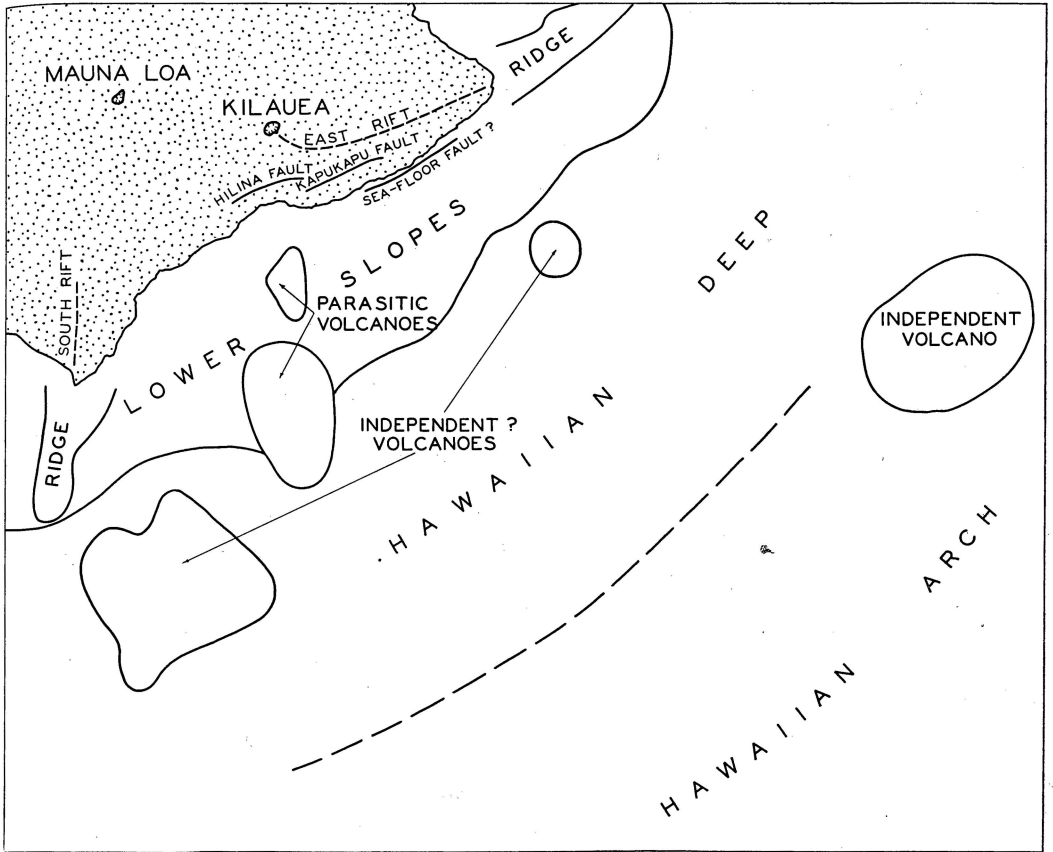 RIDGE
MAUNA LOA
KILAUEA
EAST RIFT
HILINA FAULT
KAPUKAPU FAULT
SEA-FLOOR FAULT ?
SOUTH RIFT
LOWER SLOPES
PARASITIC
VOLCANOES
DEEP
INDEPENDENT
VOLCANO
RIDGE
INDEPENDENT ?
VOLCANOES
HAWAIIAN
ARCH
HAWAIIAN